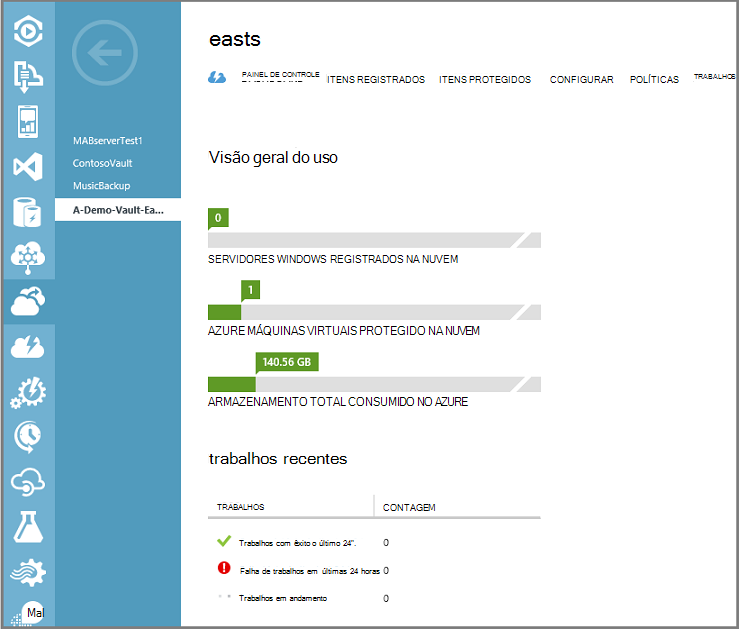 easts
PAINEL DE CONTROLE
ITENS REGISTRADOS
ITENS PROTEGIDOS
CONFIGURAR
POLÍTICAS
TRABALHOS
MABserverTest1
ContosoVault
MusicBackup
A-Demo-Vault-Ea...
Visão geral do uso
0
SERVIDORES WINDOWS REGISTRADOS NA NUVEM
1
AZURE MÁQUINAS VIRTUAIS PROTEGIDO NA NUVEM
140.56 GB
ARMAZENAMENTO TOTAL CONSUMIDO NO AZURE
trabalhos recentes
TRABALHOS CONTAGEM
Trabalhos com êxito o último 24". 0
Falha de trabalhos em últimas 24 horas 0
Trabalhos em andamento 0
Mal